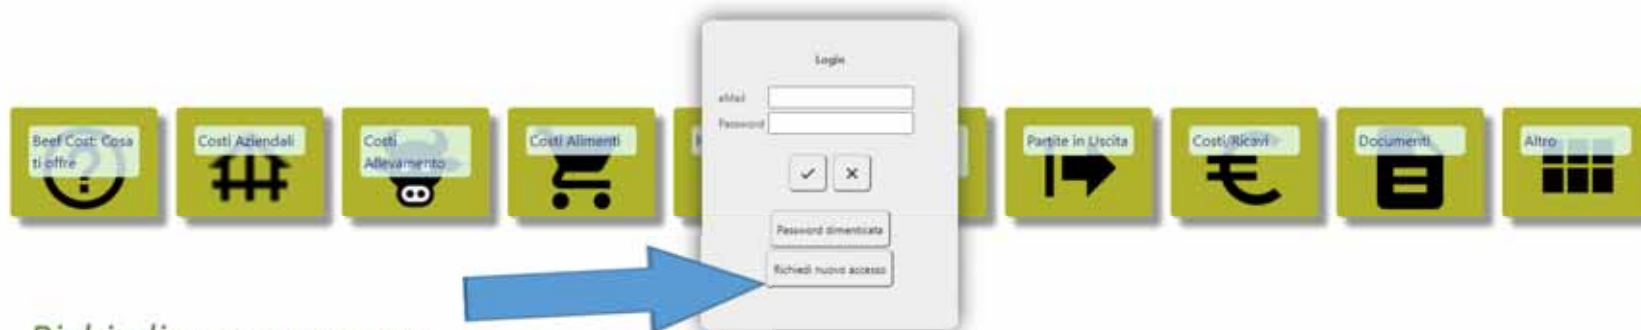 Login
eMail
Password
Beef Cost: Cosa
ti offre
Costi Aziendali
Costi
Allevamento
Costi Alimenti
Partite in Uscita
Costi/Ricavi
Documenti
Altro
Password dimenticata
Richiedi nuovo accesso